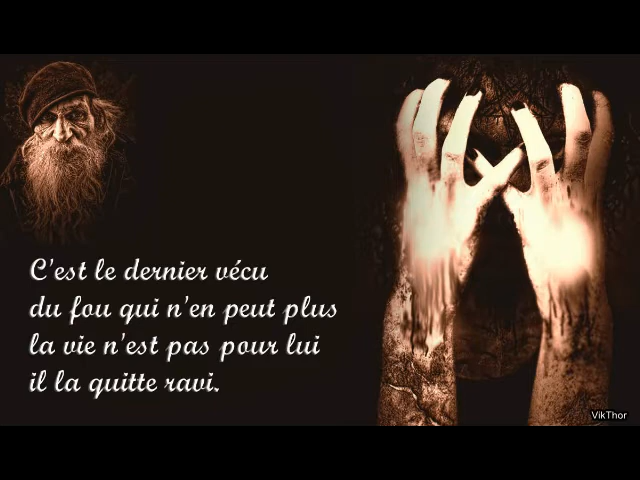 C'est le dernier vécu
du fou qui n'en peut plus
la vie n'est pas pour lui
il la quitte ravi.
VikThor